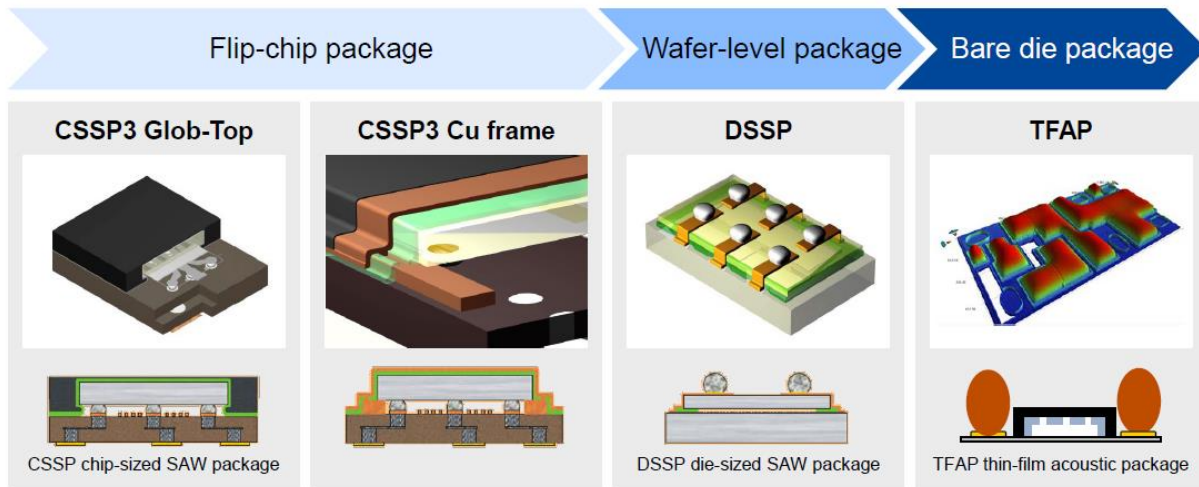 Flip-chip package
Wafer-level package
Bare die package
CSSP3 Glob-Top
CSSP3 Cu frame
DSSP
TFAP
CSSP chip-sized SAW package
DSSP die-sized SAW package
TFAP thin-film acoustic package